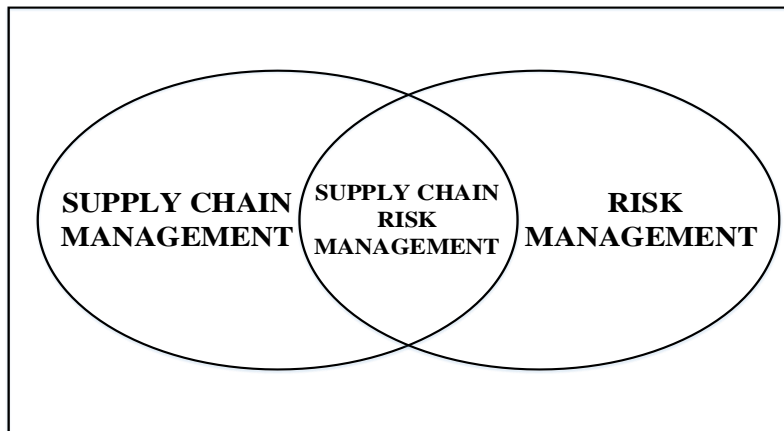 SUPPLY CHAIN
MANAGEMENT
SUPPLY CHAIN
RISK
MANAGEMENT
RISK
MANAGEMENT